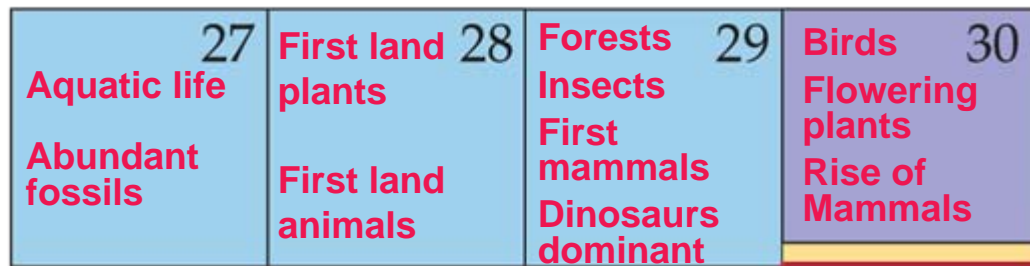 27
Aquatic life
Abundant
fossils
28
First land
plants
First land
animals
29
Forests
Insects
First
mammals
Dinosaurs
dominant
30
Birds
Flowering
plants
Rise of
Mammals